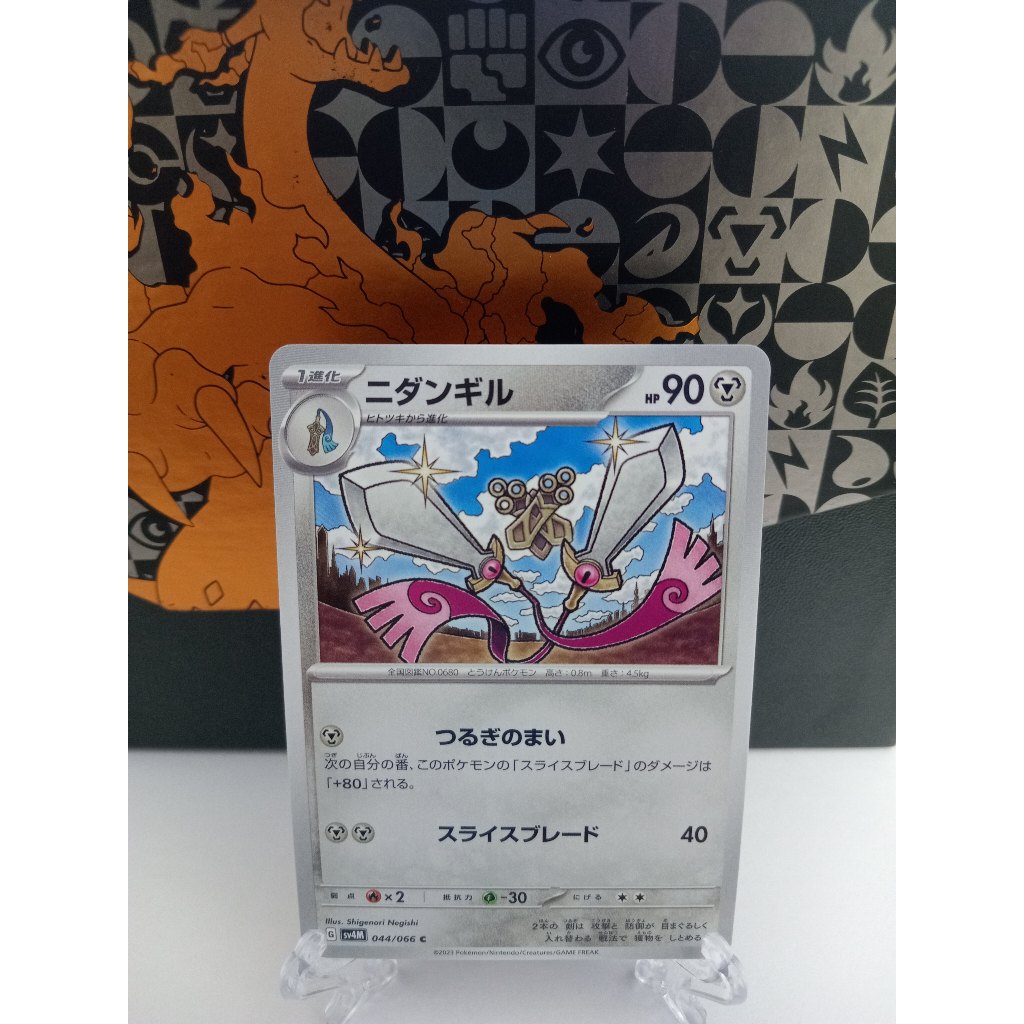 1進化
ニダンギル
HP 90
ヒトツキから進化
全国図鑑NO.0680 とうけんポケモン 高さ:0.8m 重さ:4.5kg
つるぎのまい
次の自分の番、このポケモンの「スライスブレード」のダメージは
「+80」される。
スライスブレード 40
弱点 ×2 抵抗力 -30 にげる
Illus. Shigenori Negishi
G sv4M 044/066 C
2本の 剣は 攻撃と 防御が 目まぐるしく
入れ替わる 戦法で 獲物を しとめる。
©2023 Pokémon/Nintendo/Creatures/GAME FREAK.